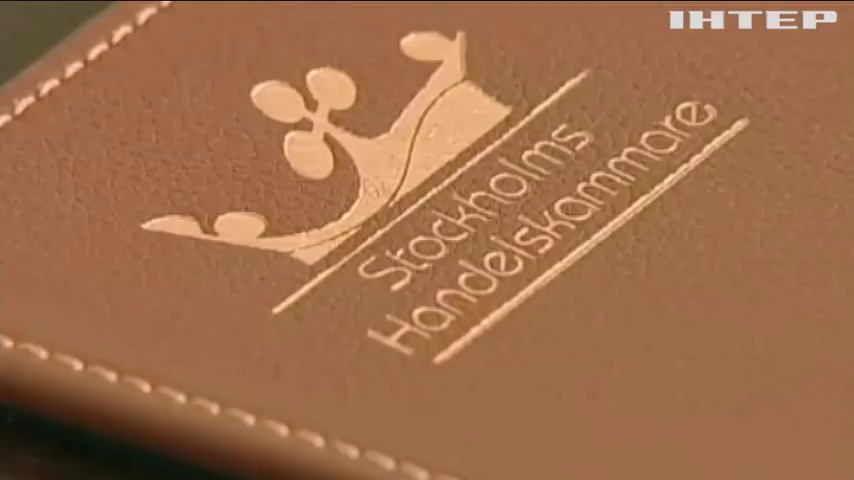 ІНТЕР
Stockholms
Handelskammare